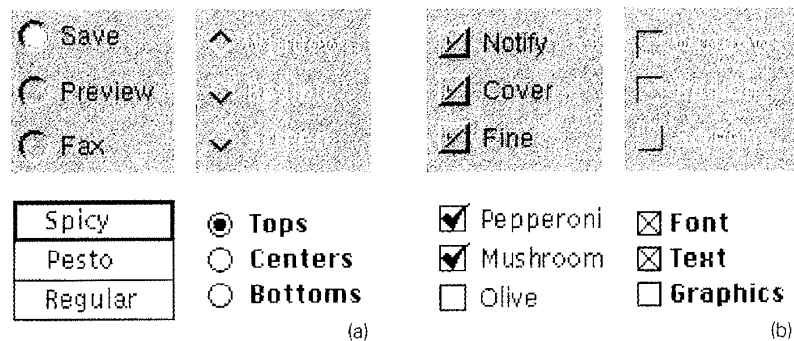 Save
Preview
Fax
Notify
Cover
Fine
Spicy
Pesto
Regular
Tops
Centers
Bottoms
(a)
Pepperoni
Mushroom
Olive
Font
Text
Graphics
(b)